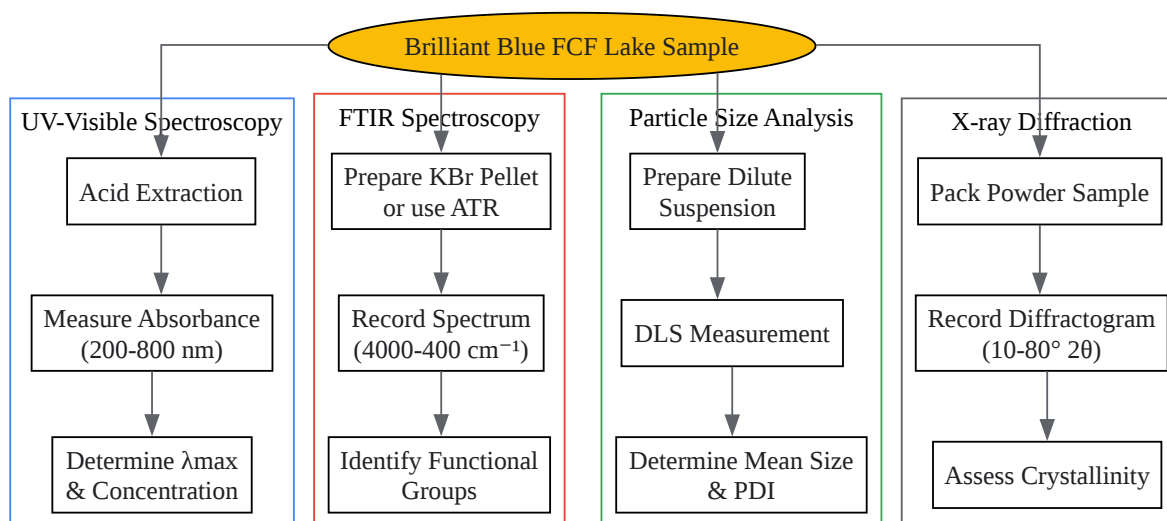 Brilliant Blue FCF Lake Sample
UV-Visible Spectroscopy
Acid Extraction
Measure Absorbance
(200-800 nm)
Determine λmax
& Concentration
FTIR Spectroscopy
Prepare KBr Pellet
or use ATR
Record Spectrum
(4000-400 cm⁻¹)
Identify Functional
Groups
Particle Size Analysis
Prepare Dilute
Suspension
DLS Measurement
Determine Mean Size
& PDI
X-ray Diffraction
Pack Powder Sample
Record Diffractogram
(10-80° 2θ)
Assess Crystallinity